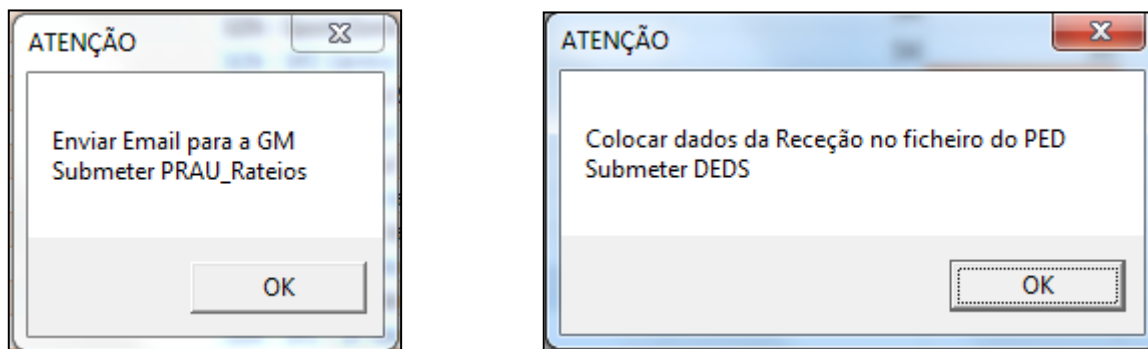 ATENÇÃO
Enviar Email para a GM
Submeter PRAU_Rateios
OK
ATENÇÃO
Colocar dados da Receção no ficheiro do PED
Submeter DEDS
OK